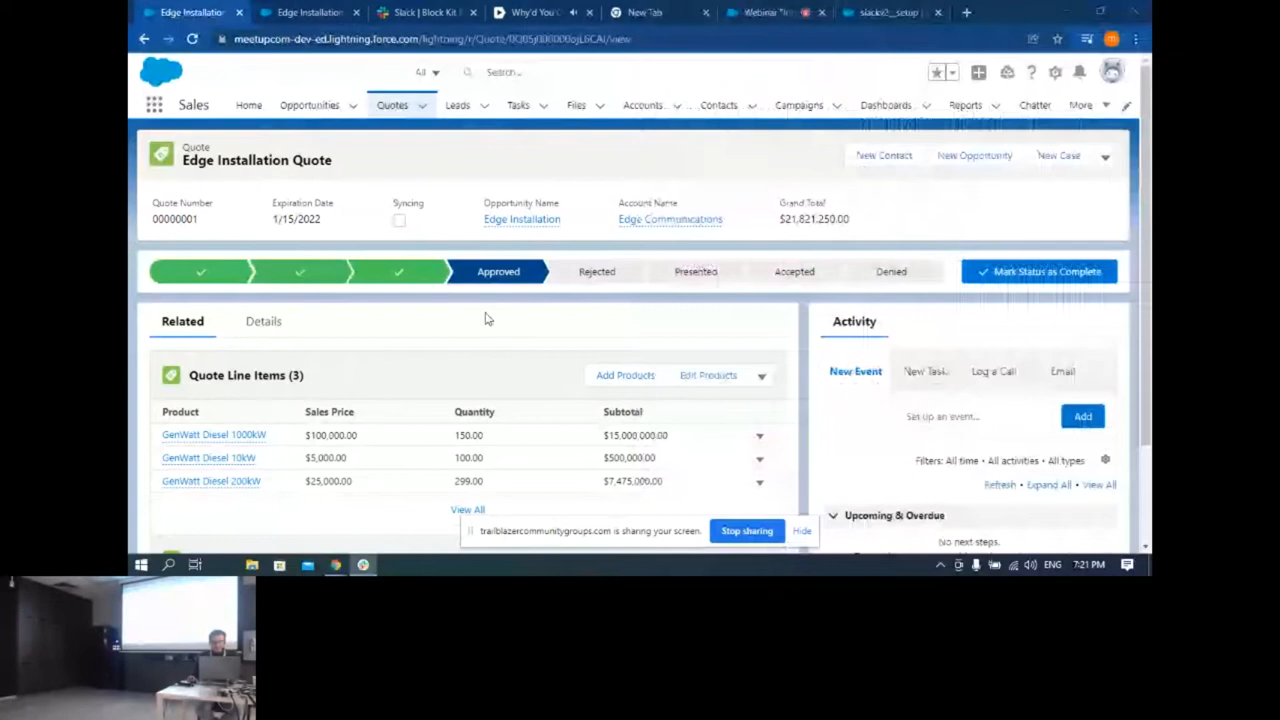 Edge Installation
Edge Installation
Slack | Block Kit
Why'd You
New Tab
Webinar "In
slackv2__setup |
meetupcom-dev-ed.lightning.force.com/lightning/r/Quote/
/view
All
Search...
Sales
Home
Opportunities
Quotes
Leads
Tasks
Files
Accounts
Contacts
Campaigns
Dashboards
Reports
Chatter
More
Quote
Edge Installation Quote
New Contact
New Opportunity
New Case
Quote Number
Expiration Date
Syncing
Opportunity Name
Account Name
Grand Total
00000001
1/15/2022
Edge Installation
Edge Communications
$21,821,250.00
Approved
Rejected
Presented
Accepted
Denied
Mark Status as Complete
Related
Details
Activity
Quote Line Items (3)
Add Products
Edit Products
New Event
New Task
Log a Call
Email
Product
Sales Price
Quantity
Subtotal
Set up an event...
Add
GenWatt Diesel 1000kW
$100,000.00
150.00
$15,000,000.00
GenWatt Diesel 10kW
$5,000.00
100.00
$500,000.00
Filters: All time • All activities • All types
GenWatt Diesel 200kW
$25,000.00
299.00
$7,475,000.00
Refresh • Expand All • View All
View All
Upcoming & Overdue
trailblazercommunitygroups.com is sharing your screen.
Stop sharing
Hide
No next steps.
ENG
7:21 PM